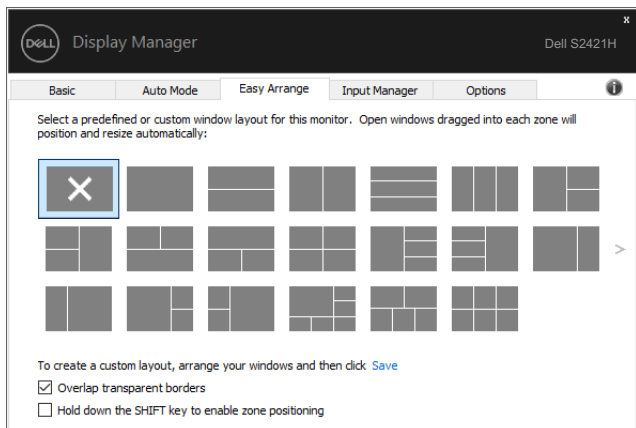 x
DELL Display Manager
Dell S2421H
Basic Auto Mode Easy Arrange Input Manager Options i
Select a predefined or custom window layout for this monitor. Open windows dragged into each zone will
position and resize automatically:
>
To create a custom layout, arrange your windows and then click Save
Overlap transparent borders
Hold down the SHIFT key to enable zone positioning